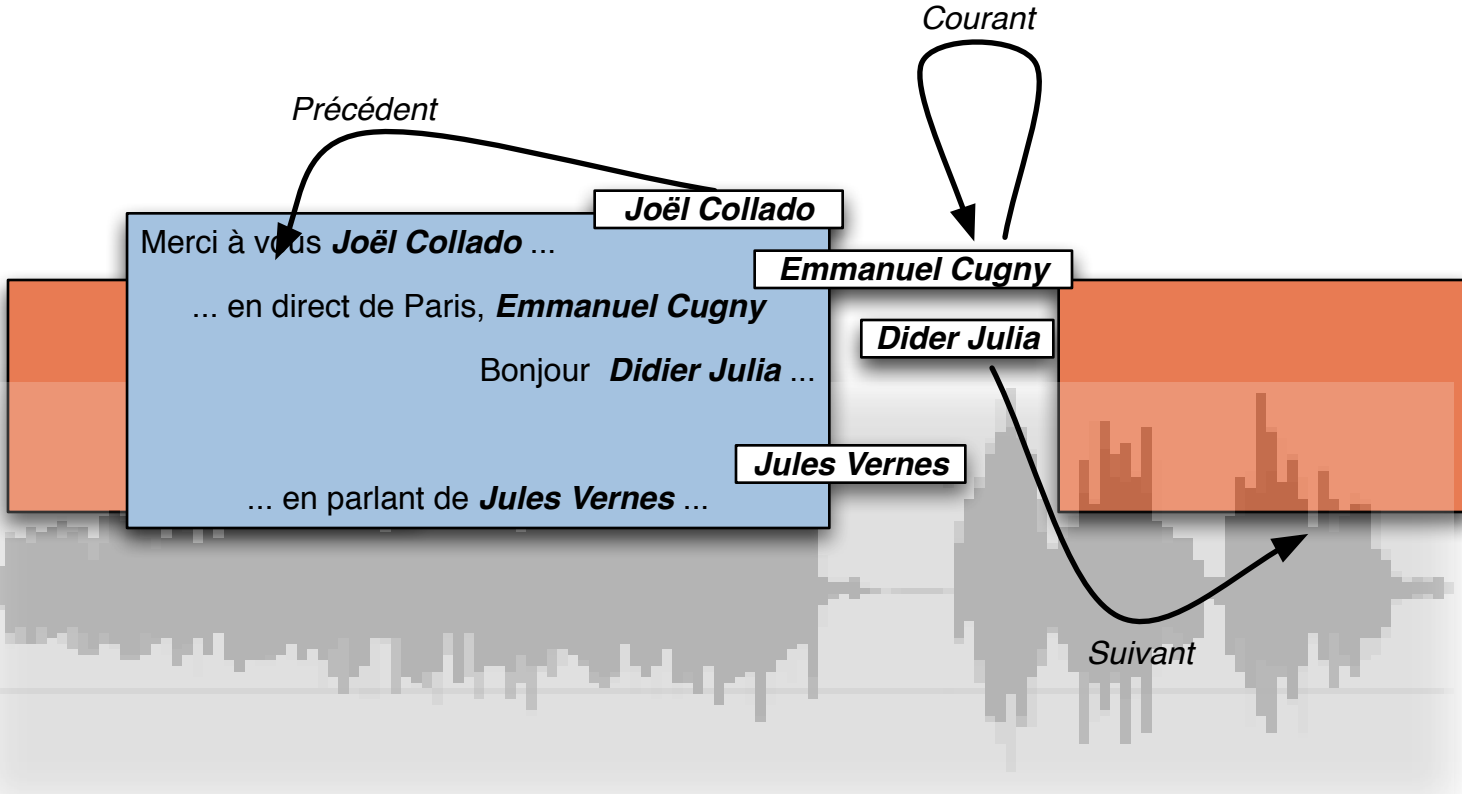 Courant
Précédent
Joël Collado
Merci à vous Joël Collado ...
Emmanuel Cugny
... en direct de Paris, Emmanuel Cugny
Dider Julia
Bonjour Didier Julia ...
Jules Vernes
... en parlant de Jules Vernes ...
Suivant